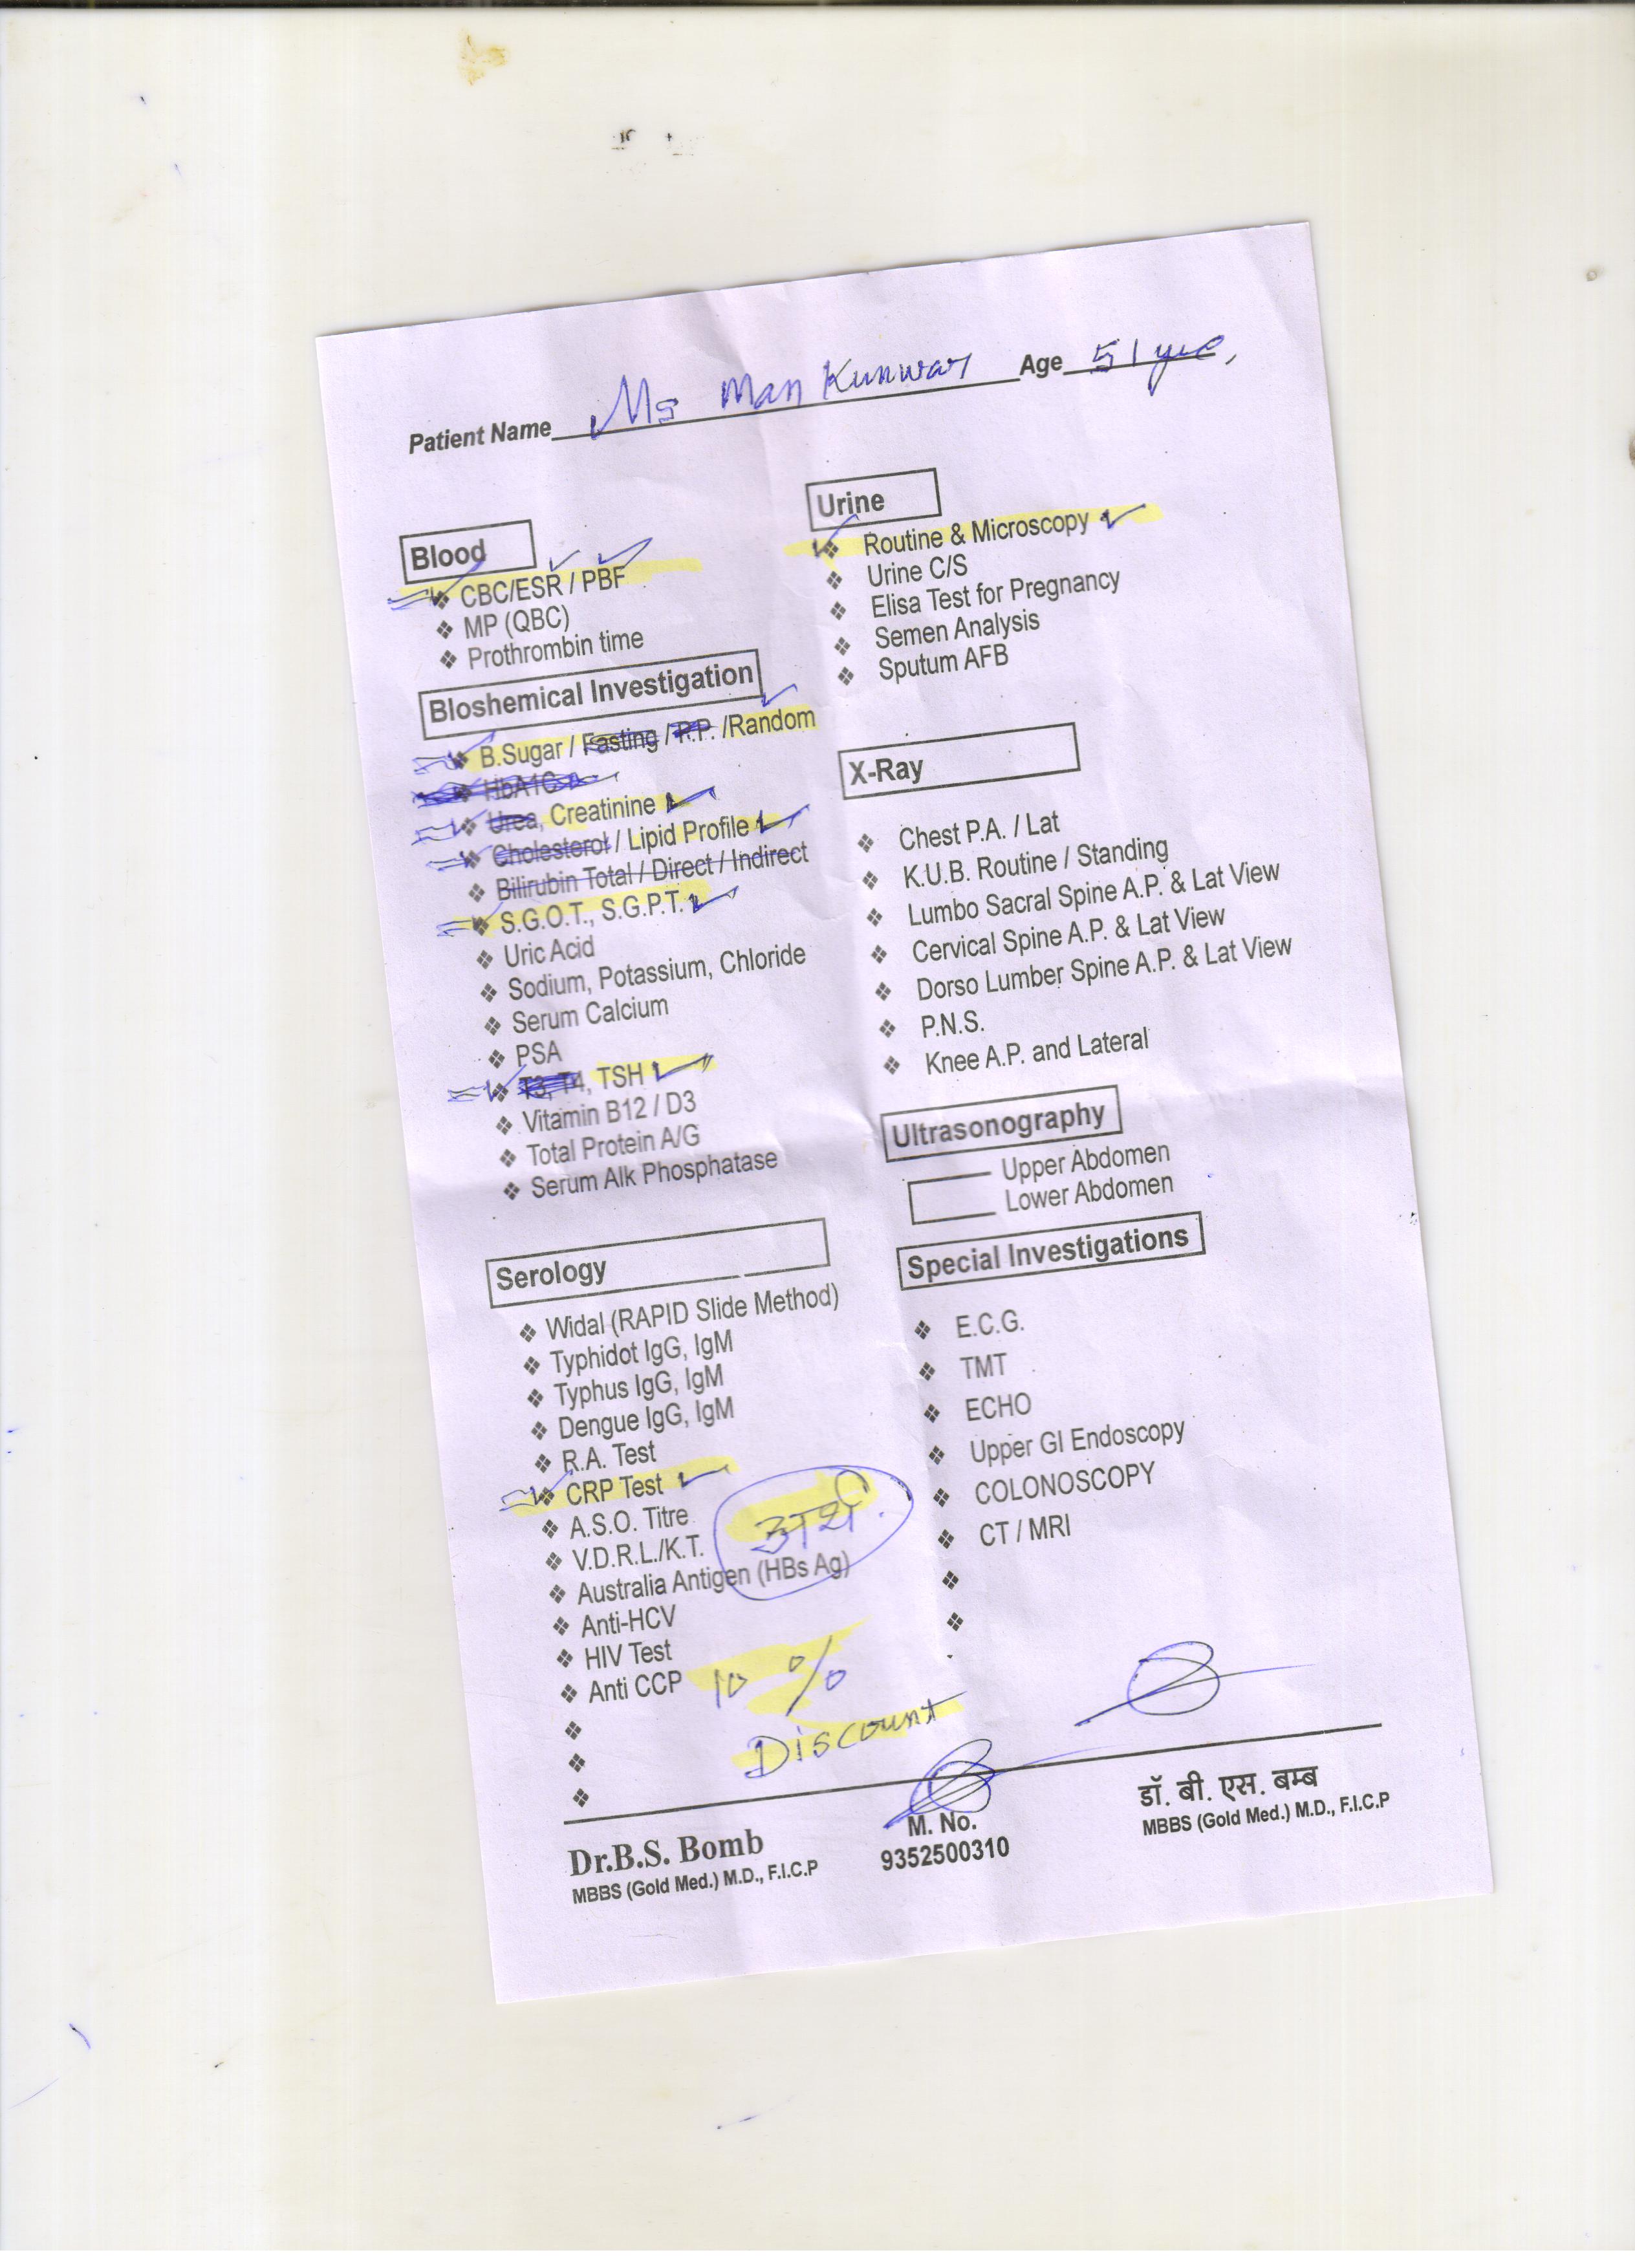 Patient Name Ms Man Kunwar Age 51
Blood
❖ CBC/ESR / PBF
❖ MP (QBC)
❖ Prothrombin time
Bloshemical Investigation
❖ B.Sugar / Fasting / P.P. /Random
❖ HbA1C
❖ Urea, Creatinine
❖ Cholesterol / Lipid Profile
❖ Bilirubin Total / Direct / Indirect
❖ S.G.O.T., S.G.P.T.
❖ Uric Acid
❖ Sodium, Potassium, Chloride
❖ Serum Calcium
❖ PSA
❖ T3, T4, TSH
❖ Vitamin B12 / D3
❖ Total Protein A/G
❖ Serum Alk Phosphatase
Serology
❖ Widal (RAPID Slide Method)
❖ Typhidot IgG, IgM
❖ Typhus IgG, IgM
❖ Dengue IgG, IgM
❖ R.A. Test
❖ CRP Test
❖ A.S.O. Titre
❖ V.D.R.L./K.T.
❖ Australia Antigen (HBs Ag)
❖ Anti-HCV
❖ HIV Test
❖ Anti CCP
10 %
Discount
Urine
❖ Routine & Microscopy
❖ Urine C/S
❖ Elisa Test for Pregnancy
❖ Semen Analysis
❖ Sputum AFB
X-Ray
❖ Chest P.A. / Lat
❖ K.U.B. Routine / Standing
❖ Lumbo Sacral Spine A.P. & Lat View
❖ Cervical Spine A.P. & Lat View
❖ Dorso Lumber Spine A.P. & Lat View
❖ P.N.S.
❖ Knee A.P. and Lateral
Ultrasonography
Upper Abdomen
Lower Abdomen
Special Investigations
❖ E.C.G.
❖ TMT
❖ ECHO
❖ Upper GI Endoscopy
❖ COLONOSCOPY
❖ CT / MRI
Dr.B.S. Bomb
MBBS (Gold Med.) M.D., F.I.C.P
M. No.
9352500310
डॉ. बी. एस. बम्ब
MBBS (Gold Med.) M.D., F.I.C.P